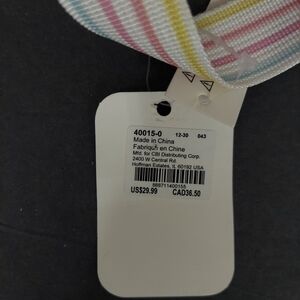 40015-0 12-30 043
Made in China
Fabriqué en Chine
Mfd. for CBI Distributing Corp.
2400 W Central Rd.
Hoffman Estates, IL 60192 USA
888711400155
US$29.99 CAD36.50